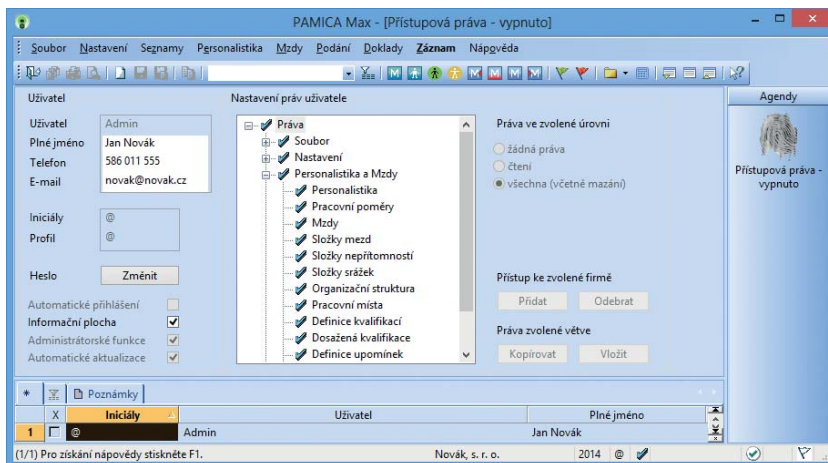 PAMICA Max - [Přístupová práva - vypnuto]
Soubor Nastavení Seznamy Personalistika Mzdy Podání Doklady Záznam Nápověda
Uživatel
Uživatel Admin
Plné jméno Jan Novák
Telefon 586 011 555
E-mail novak@novak.cz
Iniciály @
Profil @
Heslo Změnit
Automatické přihlášení
Informační plocha
Administrátorské funkce
Automatické aktualizace
Nastavení práv uživatele
Práva
Soubor
Nastavení
Personalistika a Mzdy
Personalistika
Pracovní poměry
Mzdy
Složky mezd
Složky nepřítomností
Složky srážek
Organizační struktura
Pracovní místa
Definice kvalifikací
Dosažená kvalifikace
Definice upomínek
Práva ve zvolené úrovni
žádná práva
čtení
všechna (včetně mazání)
Přístup ke zvolené firmě
Přidat Odebrat
Práva zvolené větve
Kopírovat Vložit
Agendy
Přístupová práva -
vypnuto
* Poznámky
X Iniciály Uživatel Plné jméno
1 @ Admin Jan Novák
(1/1) Pro získání nápovědy stiskněte F1. Novák, s. r. o. 2014 @